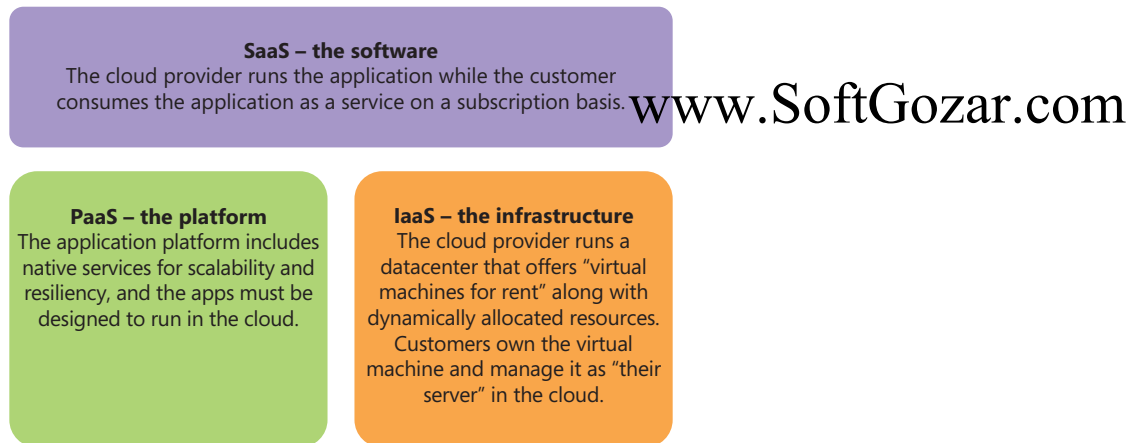 SaaS – the software
The cloud provider runs the application while the customer
consumes the application as a service on a subscription basis.
www.SoftGozar.com
PaaS – the platform
The application platform includes
native services for scalability and
resiliency, and the apps must be
designed to run in the cloud.
IaaS – the infrastructure
The cloud provider runs a
datacenter that offers “virtual
machines for rent” along with
dynamically allocated resources.
Customers own the virtual
machine and manage it as “their
server” in the cloud.